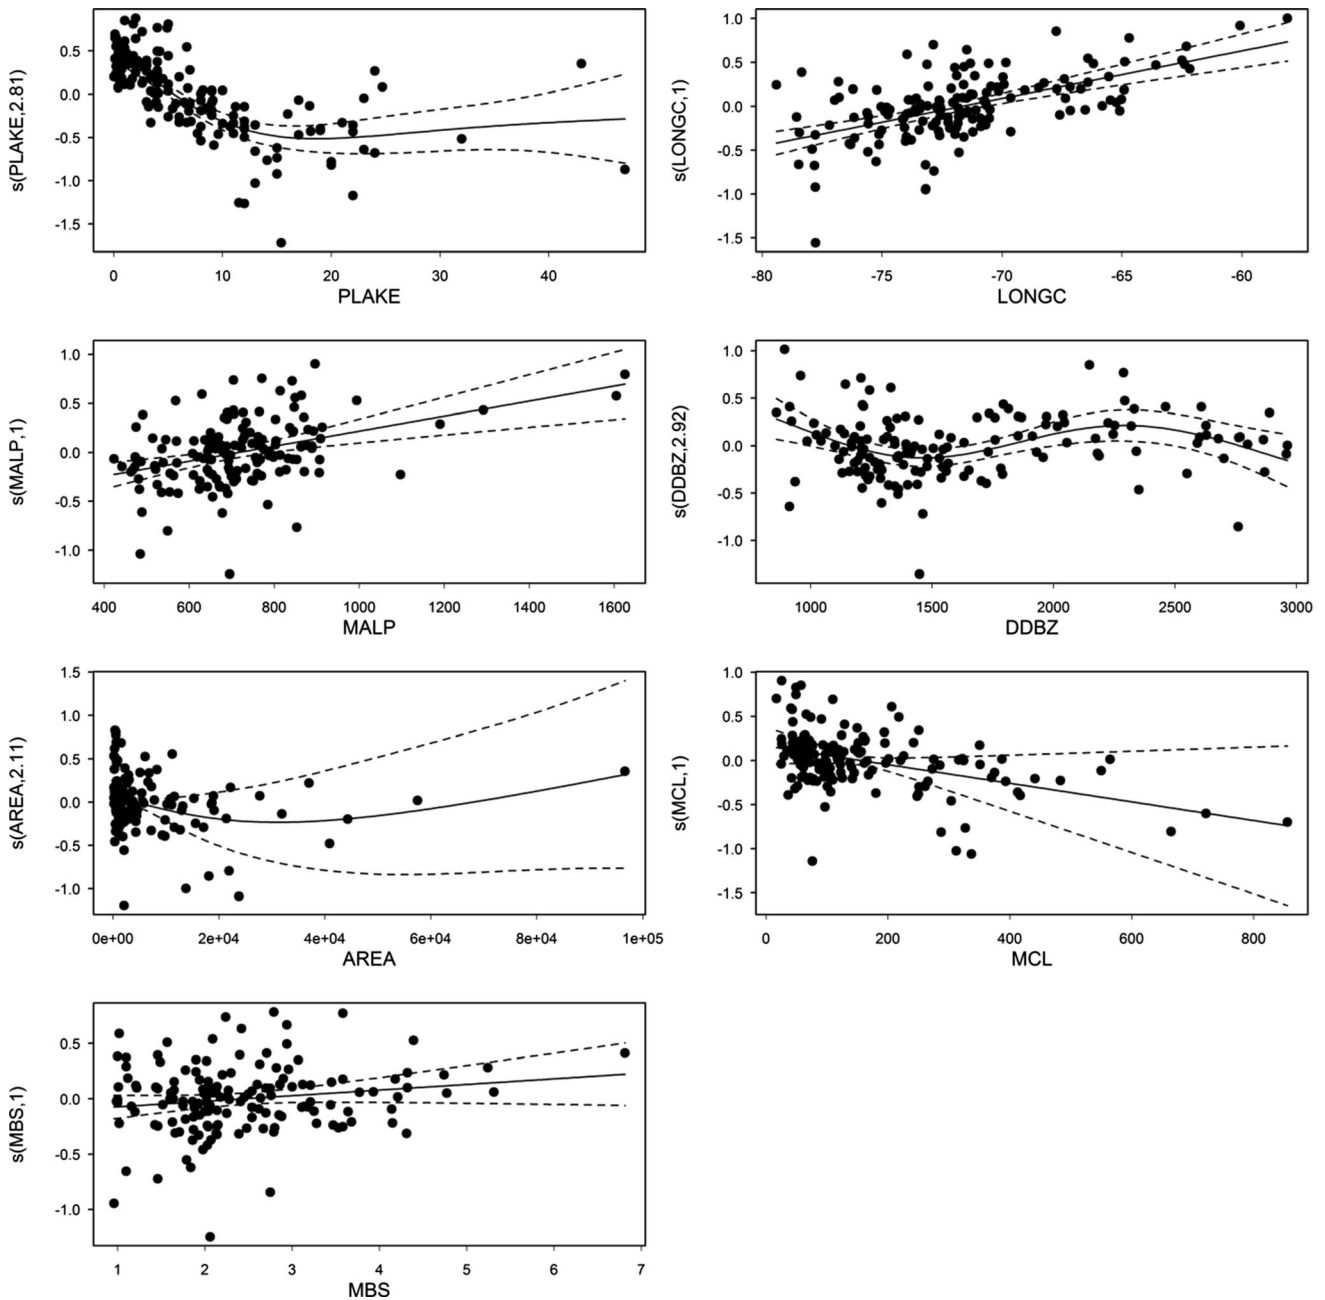 s(PLAKE,2.81)
0.5
0.0
-0.5
-1.0
-1.5
0 10 20 30 40
PLAKE
s(LONGC,1)
1.0
0.5
0.0
-0.5
-1.0
-1.5
-80 -75 -70 -65 -60
LONGC
s(MALP,1)
1.0
0.5
0.0
-0.5
-1.0
400 600 800 1000 1200 1400 1600
MALP
s(DDBZ,2.92)
1.0
0.5
0.0
-0.5
-1.0
1000 1500 2000 2500 3000
DDBZ
s(AREA,2.11)
1.5
1.0
0.5
0.0
-0.5
-1.0
0e+00 2e+04 4e+04 6e+04 8e+04 1e+05
AREA
s(MCL,1)
1.0
0.5
0.0
-0.5
-1.0
-1.5
0 200 400 600 800
MCL
s(MBS,1)
0.5
0.0
-0.5
-1.0
1 2 3 4 5 6 7
MBS